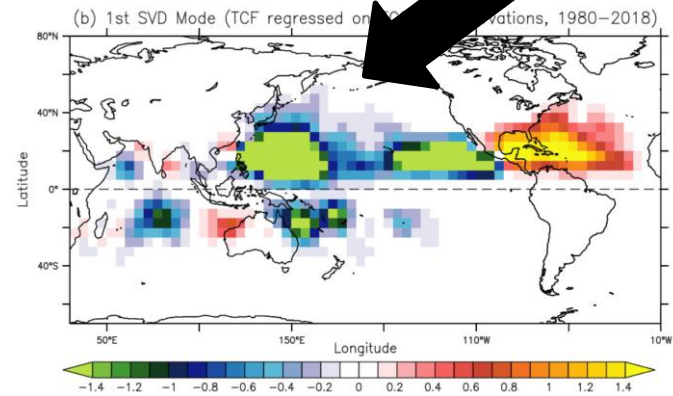 (b) 1st SVD Mode (TCF regressed on vations, 1980−2018)
80°N
40°N
0°
40°S
Latitude
50°E 150°E 110°W 10°W
Longitude
−1.4 −1.2 −1 −0.8 −0.6 −0.4 −0.2 0 0.2 0.4 0.6 0.8 1 1.2 1.4